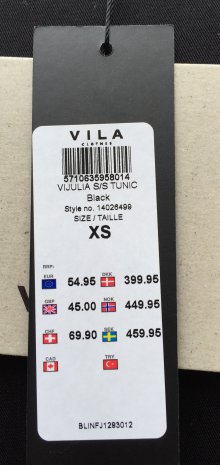 VILA
CLOTHES
5710635958014
VIJULIA S/S TUNIC
Black
Style no. 14026499
SIZE / TAILLE
XS
RRP:
EUR 54.95 DKK 399.95
GBP 45.00 NOK 449.95
CHF 69.90 SEK 459.95
CAD TRY
BLINFJ1293012